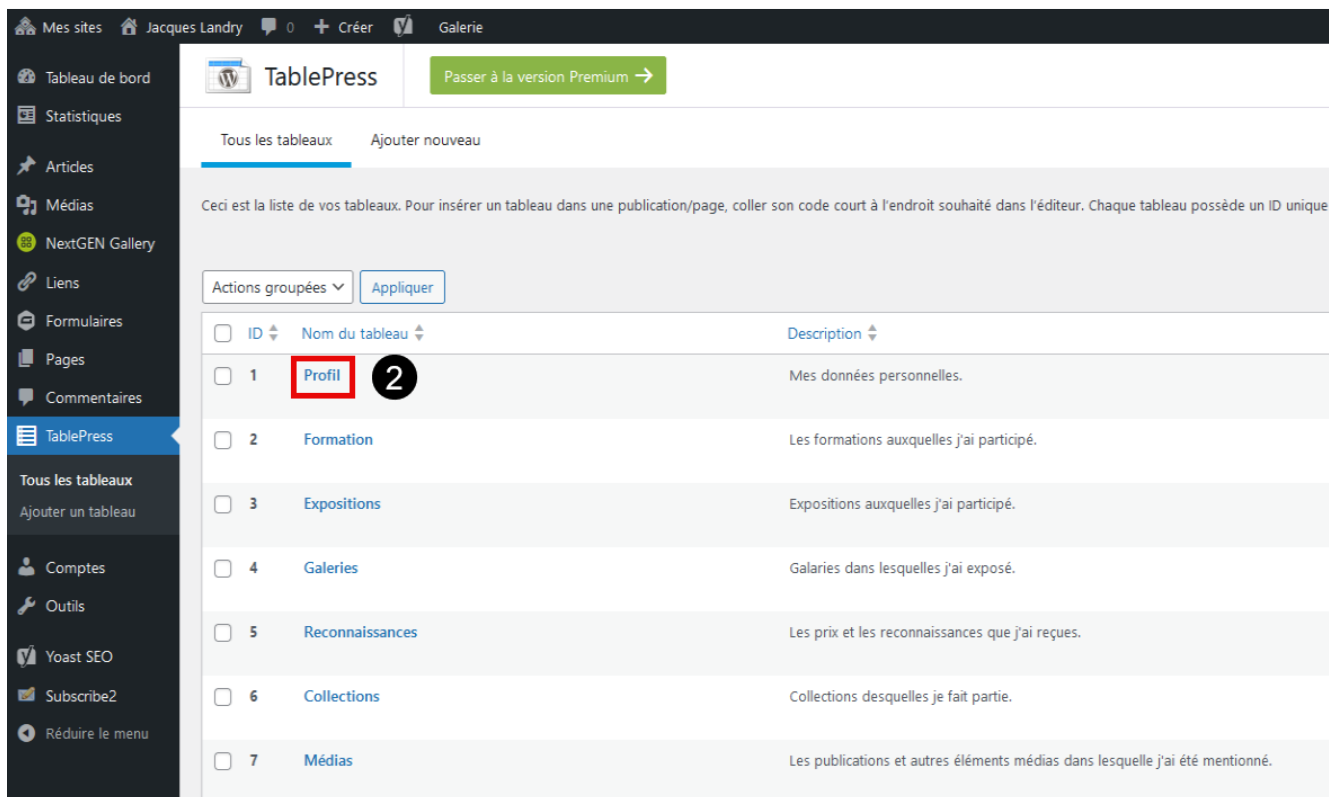 Mes sites Jacques Landry 0 + Créer Galerie
Tableau de bord
Statistiques
Articles
Médias
NextGEN Gallery
Liens
Formulaires
Pages
Commentaires
TablePress
Tous les tableaux
Ajouter un tableau
Comptes
Outils
Yoast SEO
Subscribe2
Réduire le menu
TablePress Passer à la version Premium →
Tous les tableaux Ajouter nouveau
Ceci est la liste de vos tableaux. Pour insérer un tableau dans une publication/page, coller son code court à l'endroit souhaité dans l'éditeur. Chaque tableau possède un ID unique
Actions groupées Appliquer
ID Nom du tableau Description
1 Profil 2 Mes données personnelles.
2 Formation Les formations auxquelles j'ai participé.
3 Expositions Expositions auxquelles j'ai participé.
4 Galeries Galaries dans lesquelles j'ai exposé.
5 Reconnaissances Les prix et les reconnaissances que j'ai reçues.
6 Collections Collections desquelles je fait partie.
7 Médias Les publications et autres éléments médias dans lesquelle j'ai été mentionné.